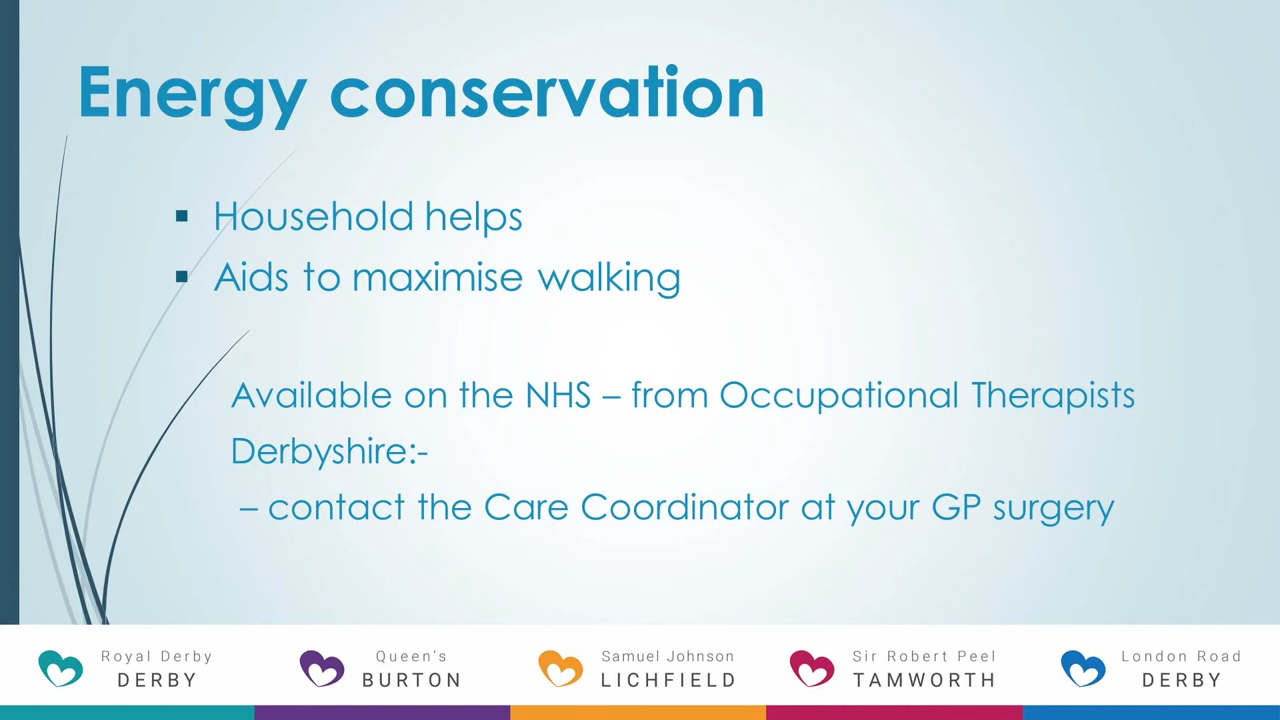 Energy conservation
▪ Household helps
▪ Aids to maximise walking
Available on the NHS – from Occupational Therapists
Derbyshire:-
– contact the Care Coordinator at your GP surgery
Royal Derby
DERBY
Queen's
BURTON
Samuel Johnson
LICHFIELD
Sir Robert Peel
TAMWORTH
London Road
DERBY